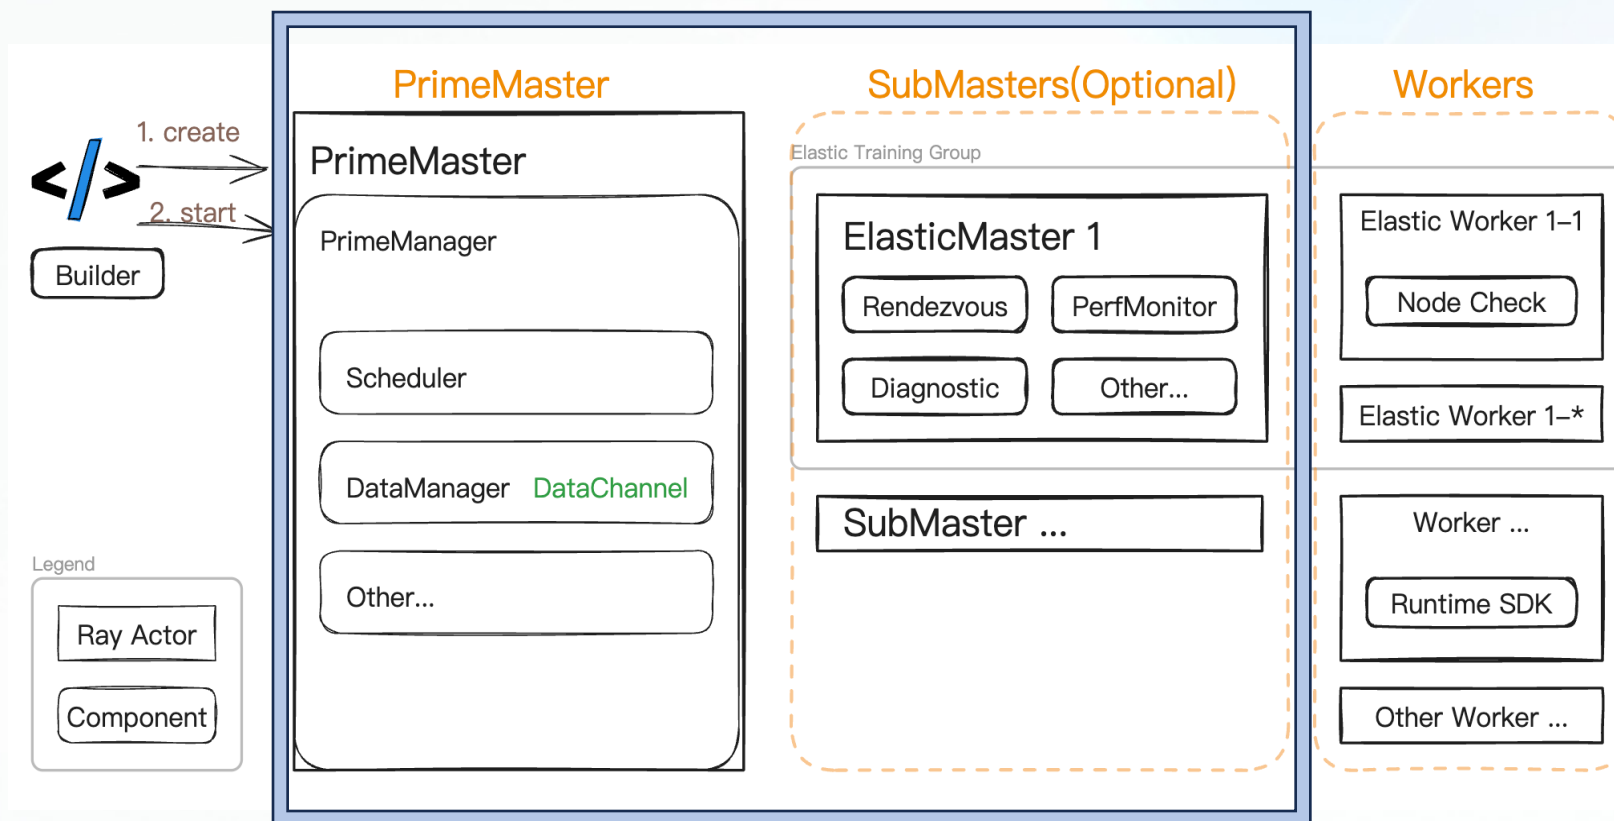 PrimeMaster
SubMasters(Optional)
Workers
1. create
2. start
</>
Builder
PrimeMaster
PrimeManager
Scheduler
DataManager DataChannel
Other...
Elastic Training Group
ElasticMaster 1
Rendezvous
PerfMonitor
Diagnostic
Other...
SubMaster ...
Elastic Worker 1–1
Node Check
Elastic Worker 1–*
Worker ...
Runtime SDK
Other Worker ...
Legend
Ray Actor
Component